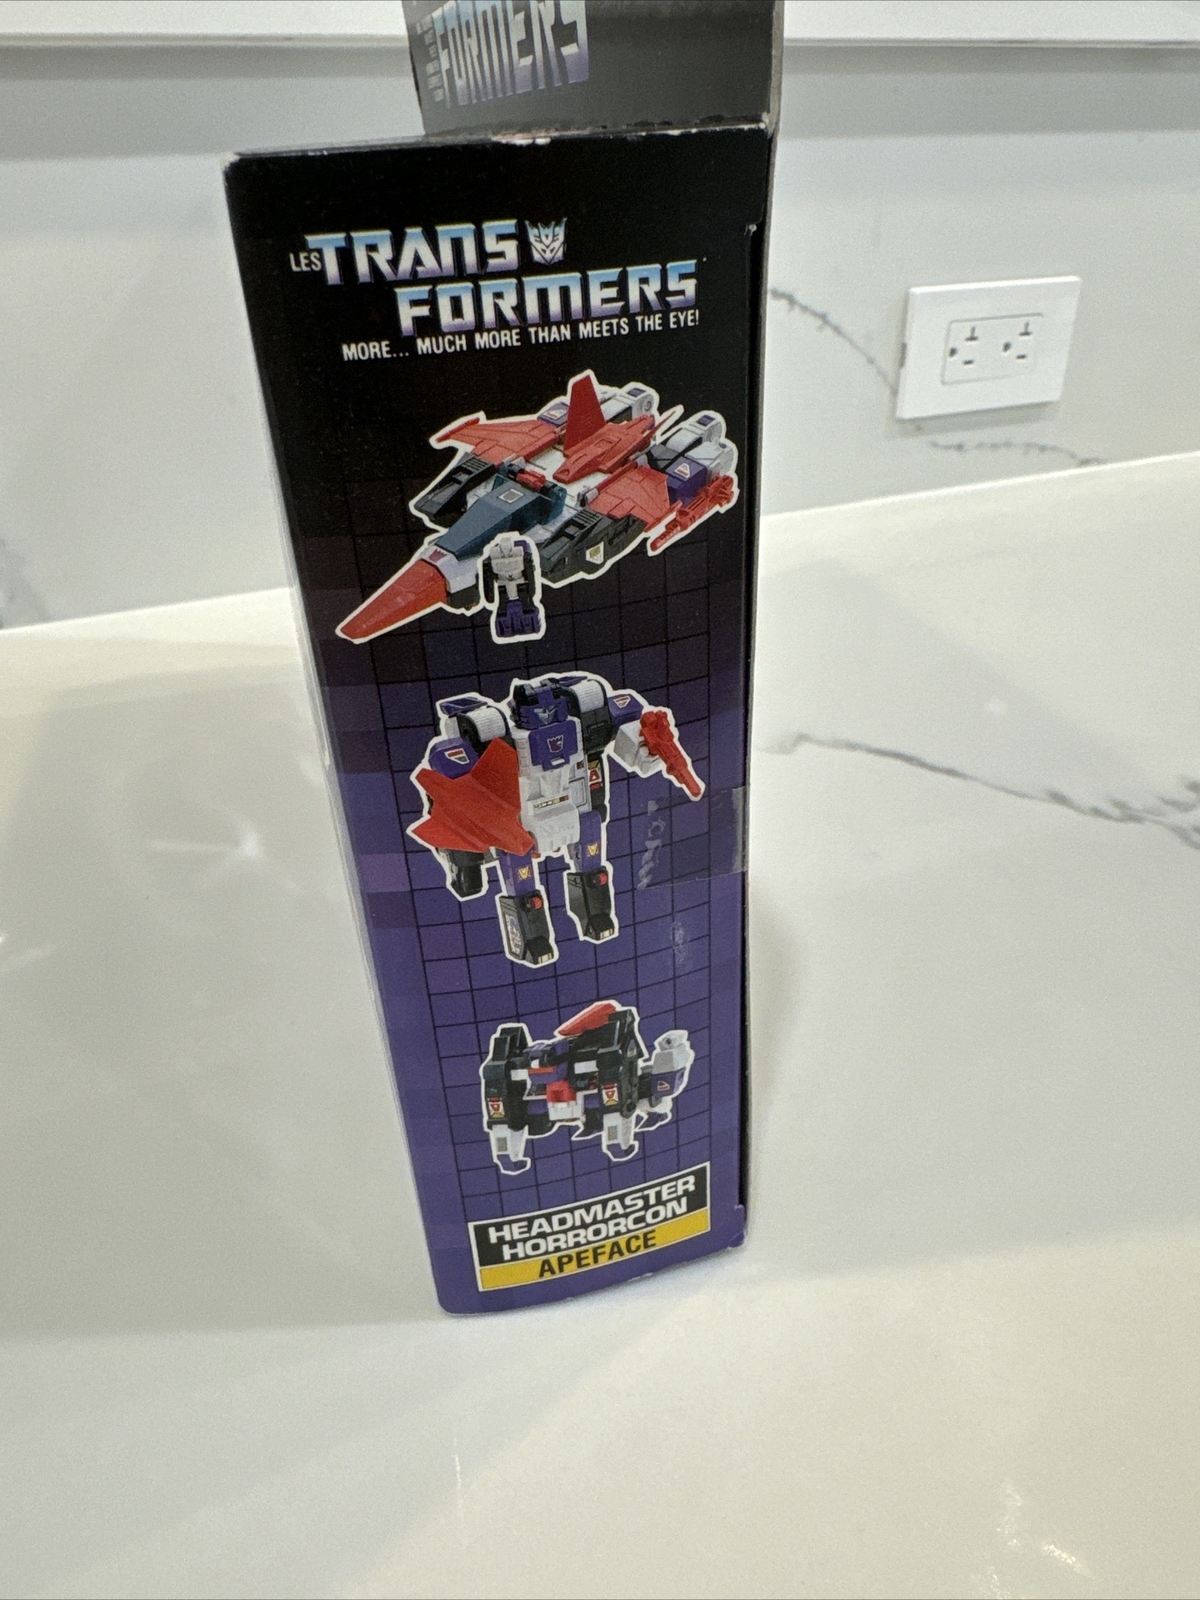 FORMERS
LES TRANS
FORMERS
MORE... MUCH MORE THAN MEETS THE EYE!
HEADMASTER
HORRORCON
APEFACE